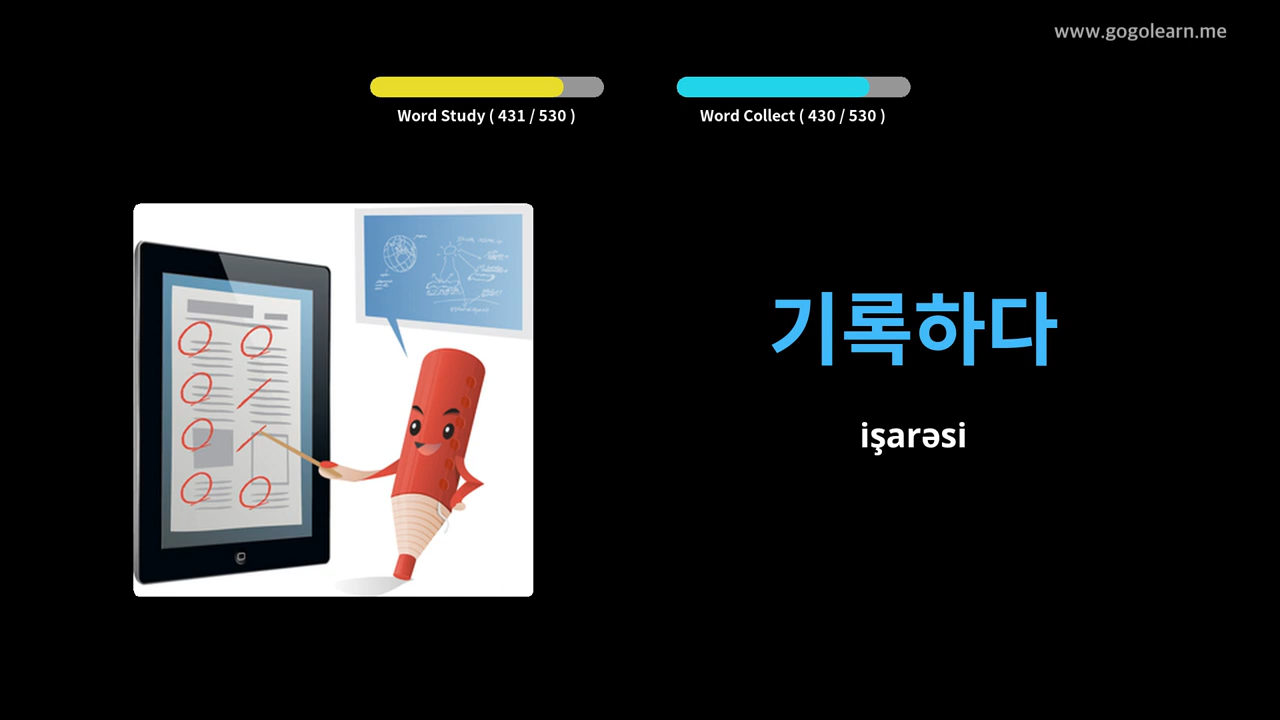 www.gogolearn.me
Word Study ( 431 / 530 )
Word Collect ( 430 / 530 )
기록하다
işarəsi